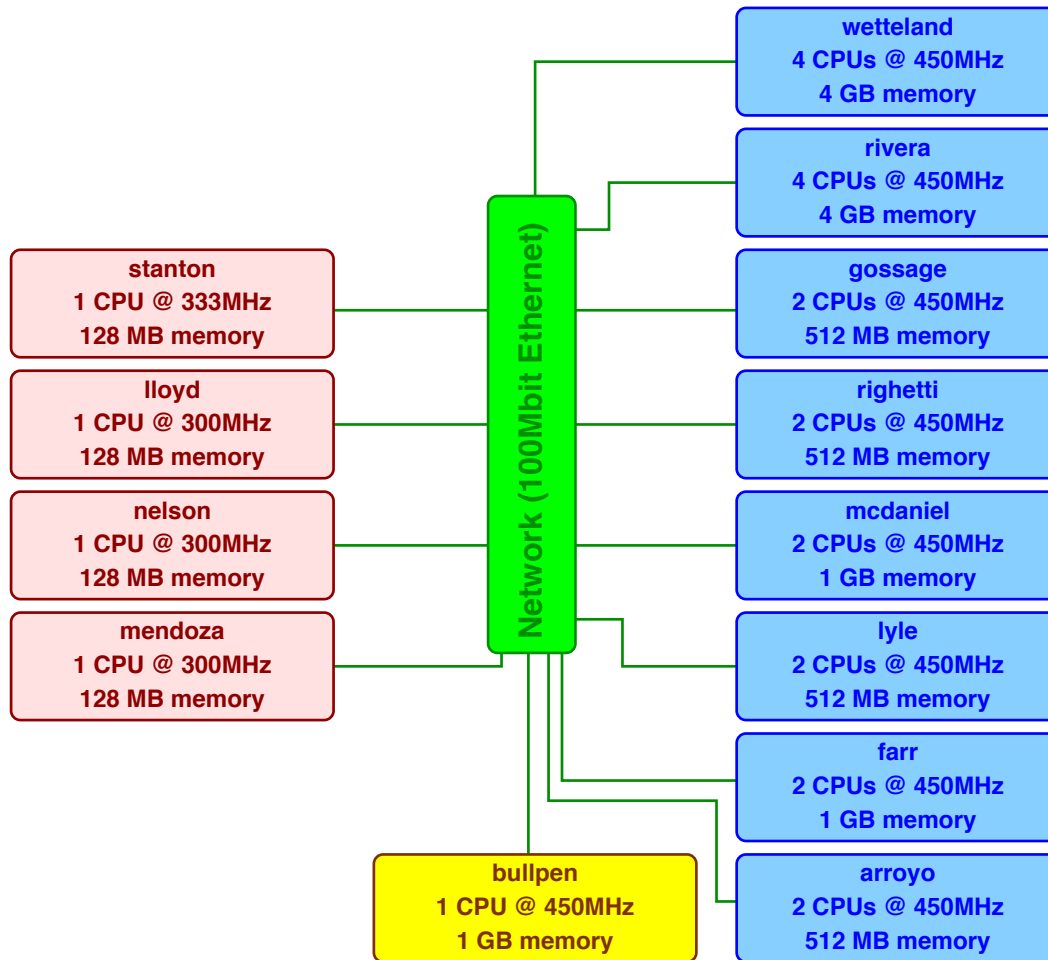 wetteland
4 CPUs @ 450MHz
4 GB memory
rivera
4 CPUs @ 450MHz
4 GB memory
stanton
1 CPU @ 333MHz
128 MB memory
lloyd
1 CPU @ 300MHz
128 MB memory
nelson
1 CPU @ 300MHz
128 MB memory
mendoza
1 CPU @ 300MHz
128 MB memory
Network (100Mbit Ethernet)
gossage
2 CPUs @ 450MHz
512 MB memory
righetti
2 CPUs @ 450MHz
512 MB memory
mcdaniel
2 CPUs @ 450MHz
1 GB memory
lyle
2 CPUs @ 450MHz
512 MB memory
farr
2 CPUs @ 450MHz
1 GB memory
bullpen
1 CPU @ 450MHz
1 GB memory
arroyo
2 CPUs @ 450MHz
512 MB memory